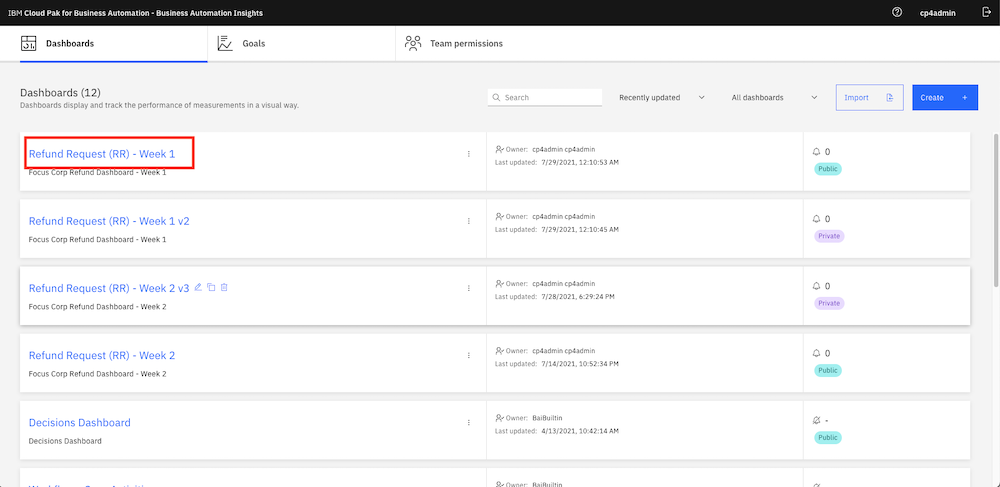 IBM Cloud Pak for Business Automation - Business Automation Insights
cp4admin
Dashboards
Goals
Team permissions
Dashboards (12)
Dashboards display and track the performance of measurements in a visual way.
Search
Recently updated
All dashboards
Import
Create +
Refund Request (RR) - Week 1
Focus Corp Refund Dashboard - Week 1
Owner: cp4admin cp4admin
Last updated: 7/29/2021, 12:10:53 AM
0
Public
Refund Request (RR) - Week 1 v2
Focus Corp Refund Dashboard - Week 1
Owner: cp4admin cp4admin
Last updated: 7/29/2021, 12:10:45 AM
0
Private
Refund Request (RR) - Week 2 v3
Focus Corp Refund Dashboard - Week 2
Owner: cp4admin cp4admin
Last updated: 7/28/2021, 6:29:24 PM
0
Private
Refund Request (RR) - Week 2
Focus Corp Refund Dashboard - Week 2
Owner: cp4admin cp4admin
Last updated: 7/14/2021, 10:52:34 PM
0
Public
Decisions Dashboard
Decisions Dashboard
Owner: BaiBuiltin
Last updated: 4/13/2021, 10:42:14 AM
-
Public
Owner: BaiBuiltin